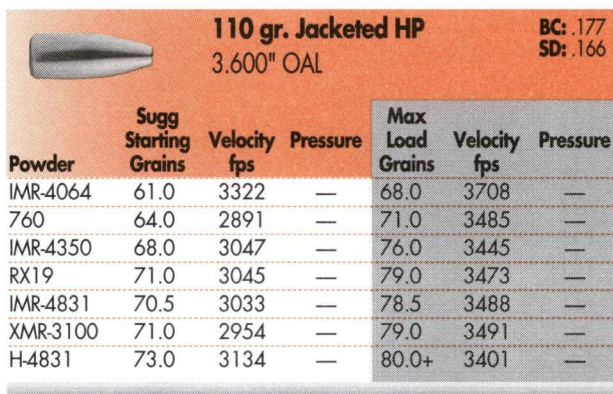 110 gr. Jacketed HP BC: .177
3.600" OAL SD: .166
Sugg Max
Starting Velocity Pressure Load Velocity Pressure
Powder Grains fps Grains fps
IMR-4064 61.0 3322 — 68.0 3708 —
760 64.0 2891 — 71.0 3485 —
IMR-4350 68.0 3047 — 76.0 3445 —
RX19 71.0 3045 — 79.0 3473 —
IMR-4831 70.5 3033 — 78.5 3488 —
XMR-3100 71.0 2954 — 79.0 3491 —
H-4831 73.0 3134 — 80.0+ 3401 —